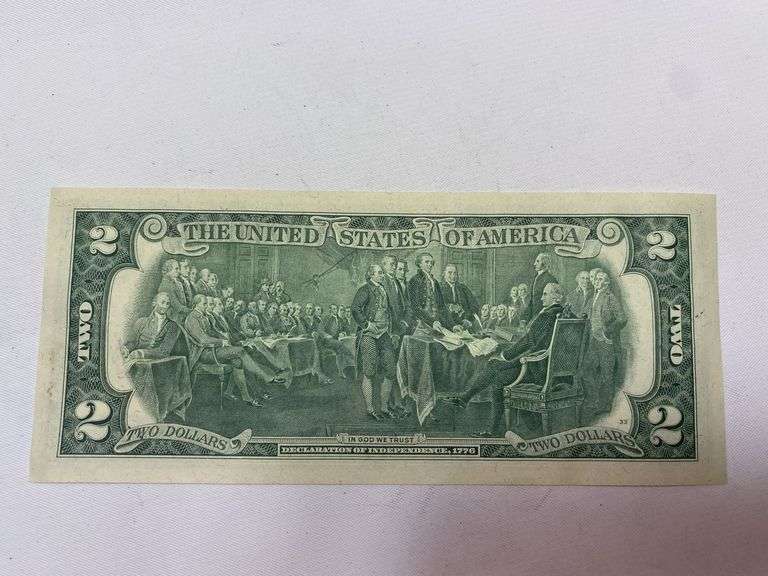 THE UNITED STATES OF AMERICA
2
2
TWO
TWO
2
2
TWO DOLLARS
IN GOD WE TRUST
TWO DOLLARS
DECLARATION OF INDEPENDENCE, 1776